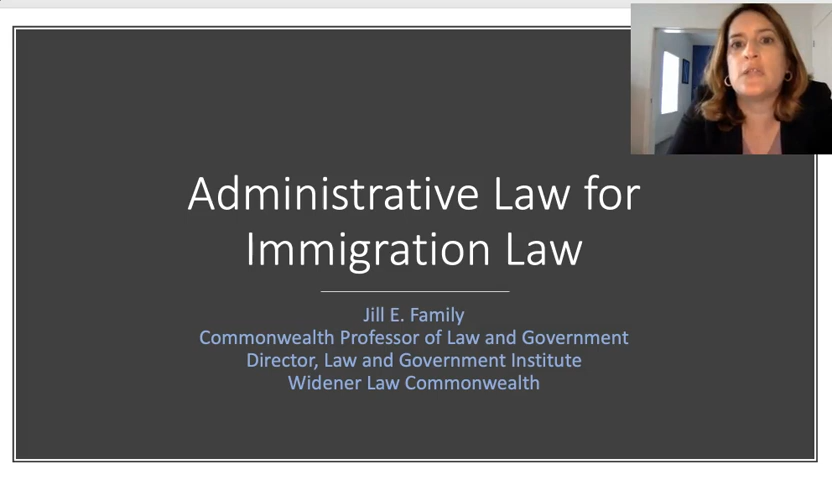 Administrative Law for
Immigration Law
Jill E. Family
Commonwealth Professor of Law and Government
Director, Law and Government Institute
Widener Law Commonwealth